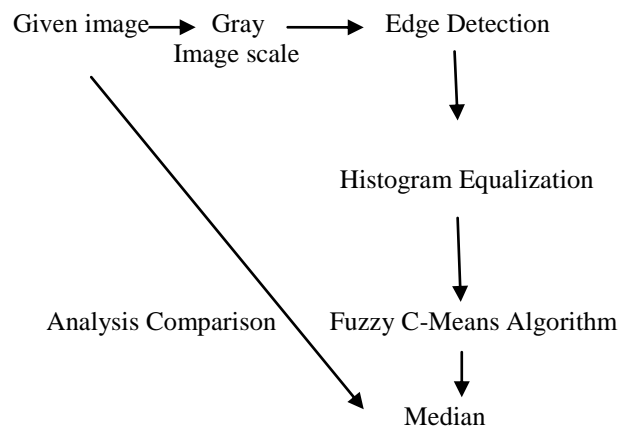 Given image Gray Edge Detection
Image scale
Histogram Equalization
Analysis Comparison Fuzzy C-Means Algorithm
Median